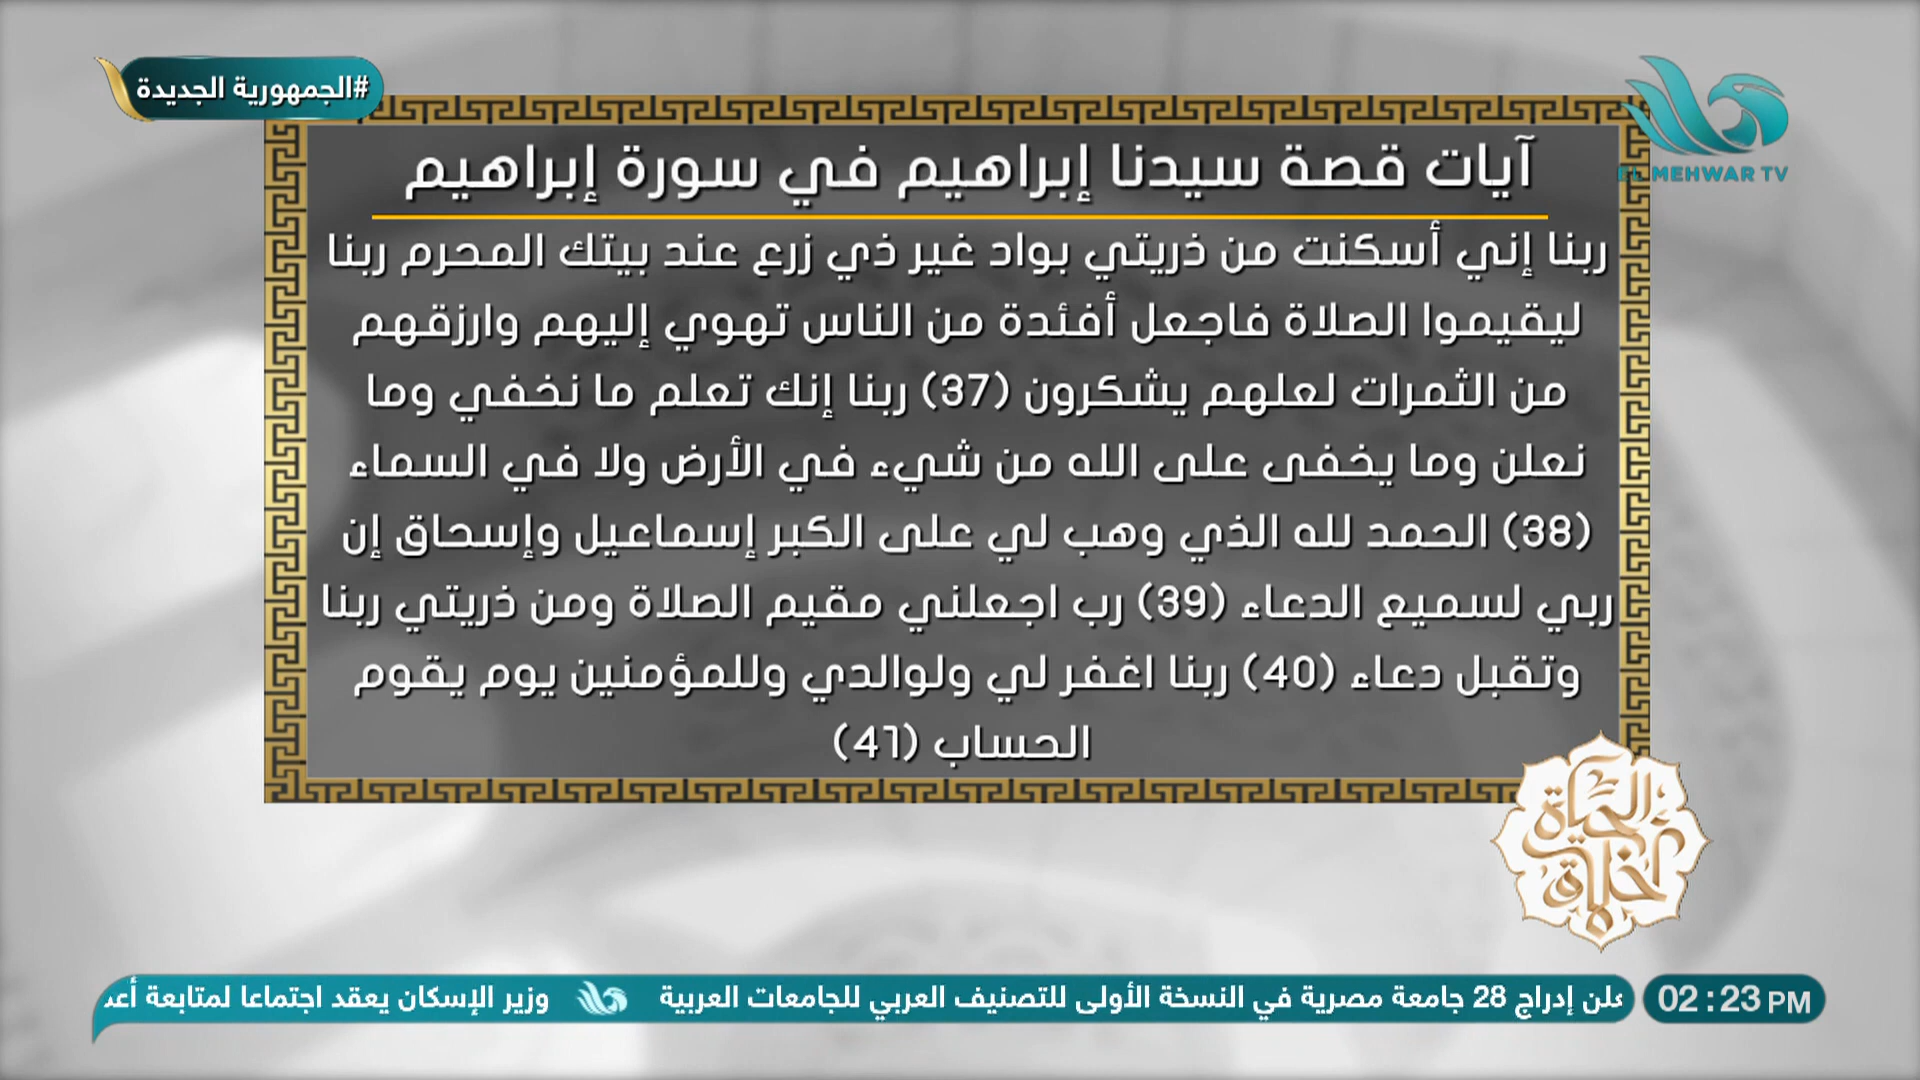 #الجمهورية الجديدة
EL MEHWAR TV
آيات قصة سيدنا إبراهيم في سورة إبراهيم
ربنا إني أسكنت من ذريتي بواد غير ذي زرع عند بيتك المحرم ربنا
ليقيموا الصلاة فاجعل أفئدة من الناس تهوي إليهم وارزقهم
من الثمرات لعلهم يشكرون (37) ربنا إنك تعلم ما نخفي وما
نعلن وما يخفى على الله من شيء في الأرض ولا في السماء
(38) الحمد لله الذي وهب لي على الكبر إسماعيل وإسحاق إن
ربي لسميع الدعاء (39) رب اجعلني مقيم الصلاة ومن ذريتي ربنا
وتقبل دعاء (40) ربنا اغفر لي ولوالدي وللمؤمنين يوم يقوم
الحساب (41)
الحياة
أخلاق
02:23 PM
علن إدراج 28 جامعة مصرية في النسخة الأولى للتصنيف العربي للجامعات العربية وزير الإسكان يعقد اجتماعا لمتابعة